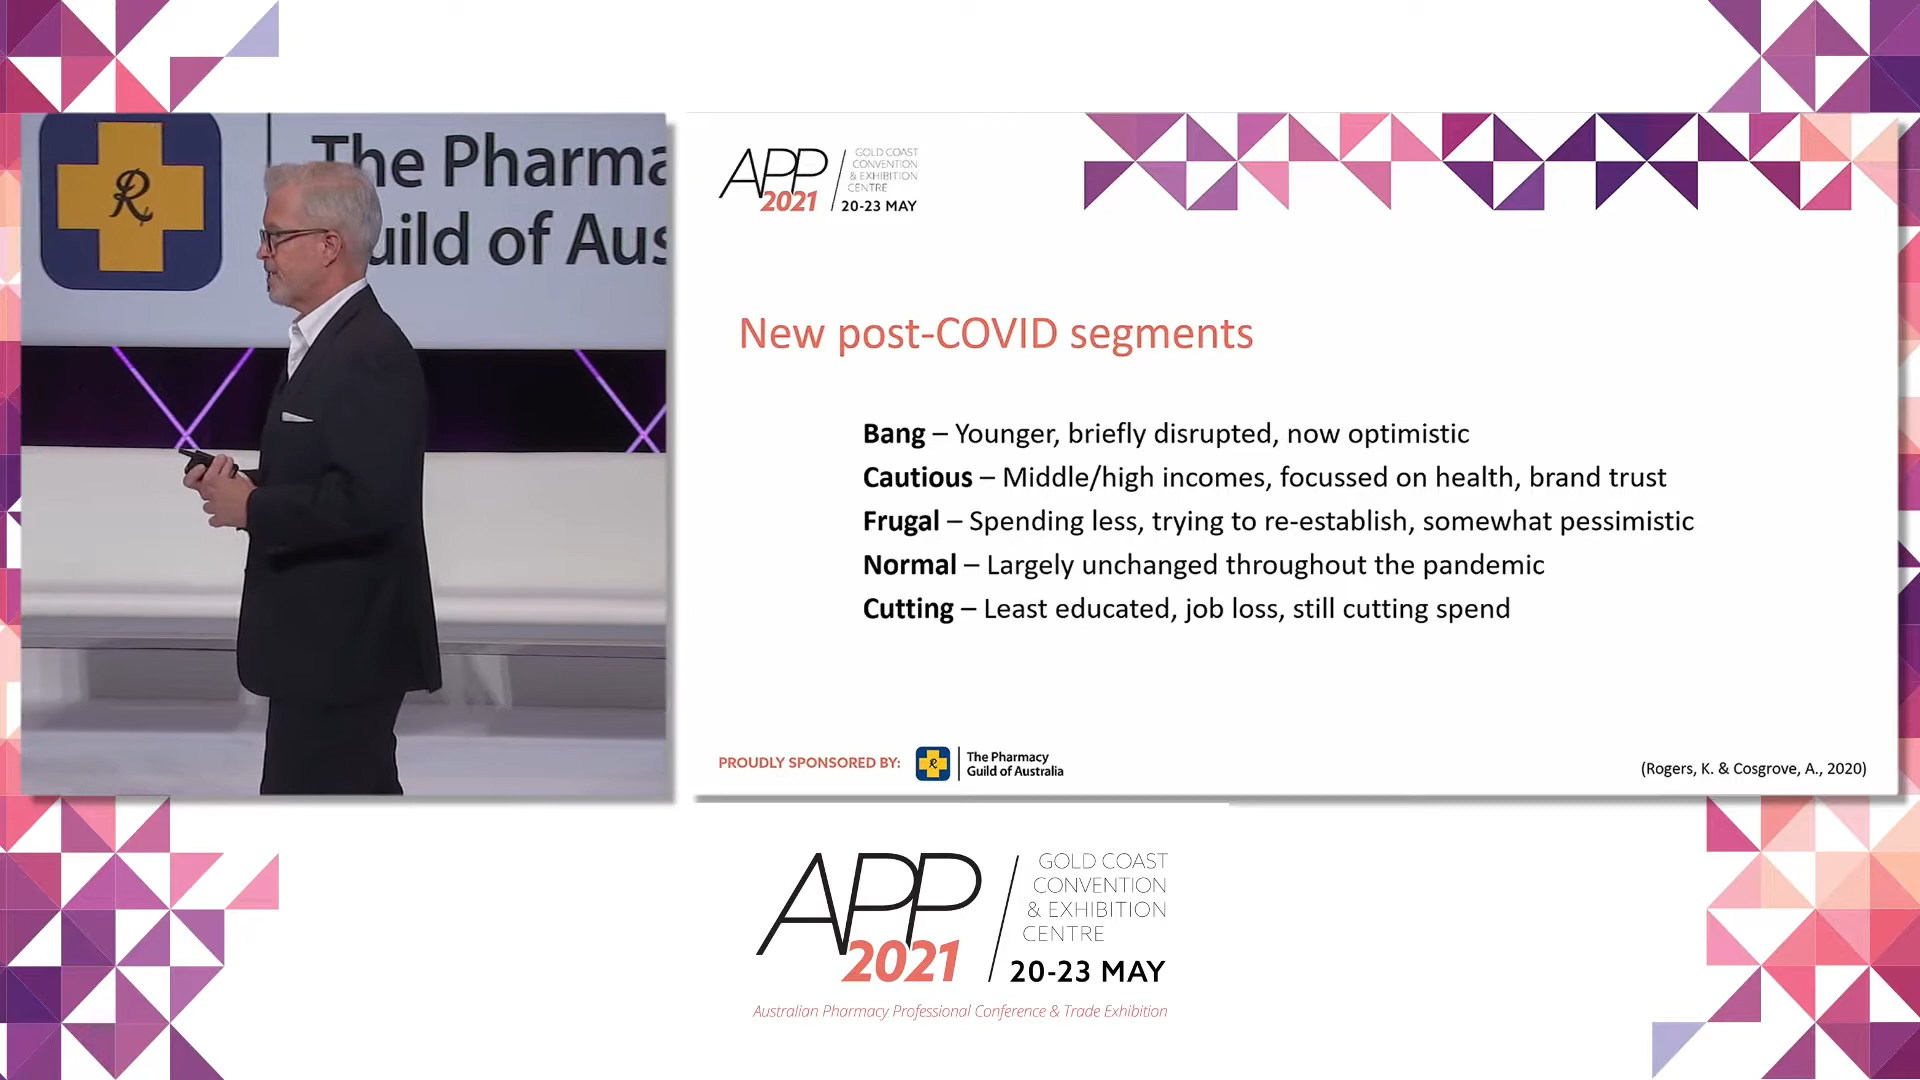 The Pharma
uild of Aus
APP
2021
GOLD COAST
CONVENTION
& EXHIBITION
CENTRE
20-23 MAY
New post-COVID segments
Bang – Younger, briefly disrupted, now optimistic
Cautious – Middle/high incomes, focussed on health, brand trust
Frugal – Spending less, trying to re-establish, somewhat pessimistic
Normal – Largely unchanged throughout the pandemic
Cutting – Least educated, job loss, still cutting spend
PROUDLY SPONSORED BY:
The Pharmacy
Guild of Australia
(Rogers, K. & Cosgrove, A., 2020)
APP
2021
GOLD COAST
CONVENTION
& EXHIBITION
CENTRE
20-23 MAY
Australian Pharmacy Professional Conference & Trade Exhibition